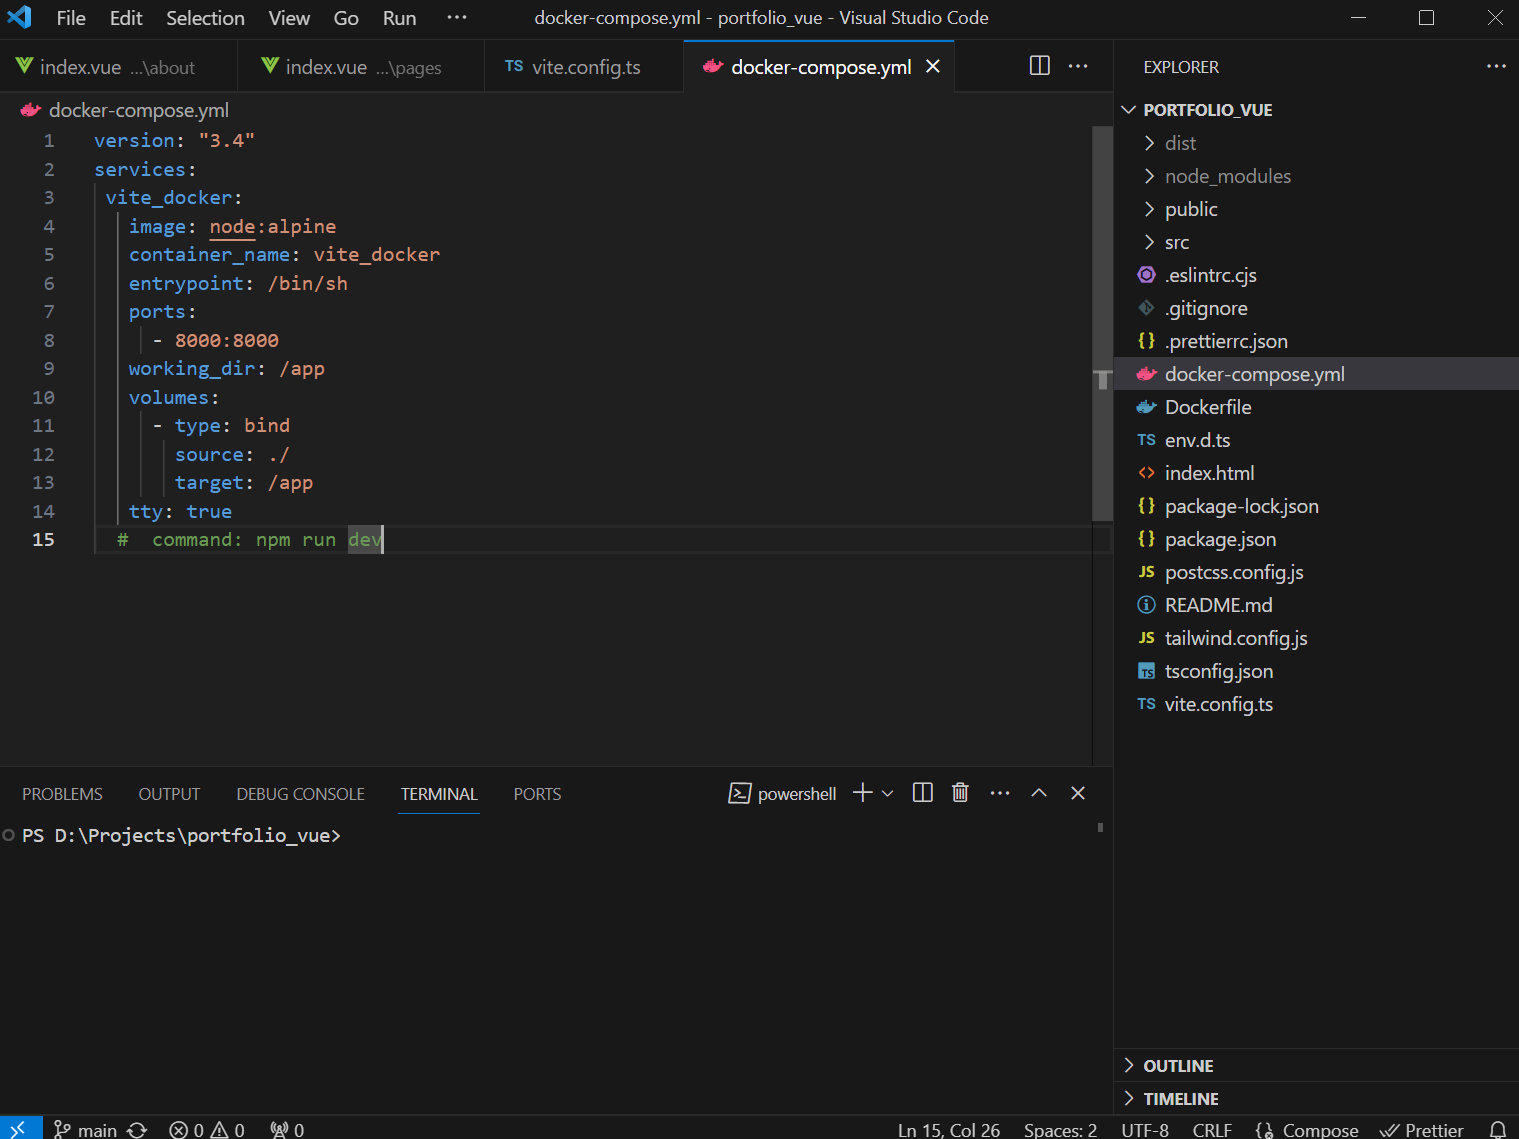 File Edit Selection View Go Run ··· docker-compose.yml - portfolio_vue - Visual Studio Code
index.vue ...\about index.vue ...\pages TS vite.config.ts docker-compose.yml
docker-compose.yml
1 version: "3.4"
2 services:
3 vite_docker:
4 image: node:alpine
5 container_name: vite_docker
6 entrypoint: /bin/sh
7 ports:
8 - 8000:8000
9 working_dir: /app
10 volumes:
11 - type: bind
12 source: ./
13 target: /app
14 tty: true
15 # command: npm run dev
PROBLEMS OUTPUT DEBUG CONSOLE TERMINAL PORTS powershell
PS D:\Projects\portfolio_vue>
EXPLORER
PORTFOLIO_VUE
dist
node_modules
public
src
.eslintrc.cjs
.gitignore
{} .prettierrc.json
docker-compose.yml
Dockerfile
TS env.d.ts
<> index.html
{} package-lock.json
{} package.json
JS postcss.config.js
README.md
JS tailwind.config.js
TS tsconfig.json
TS vite.config.ts
OUTLINE
TIMELINE
main 0 0 0 Ln 15, Col 26 Spaces: 2 UTF-8 CRLF Compose Prettier